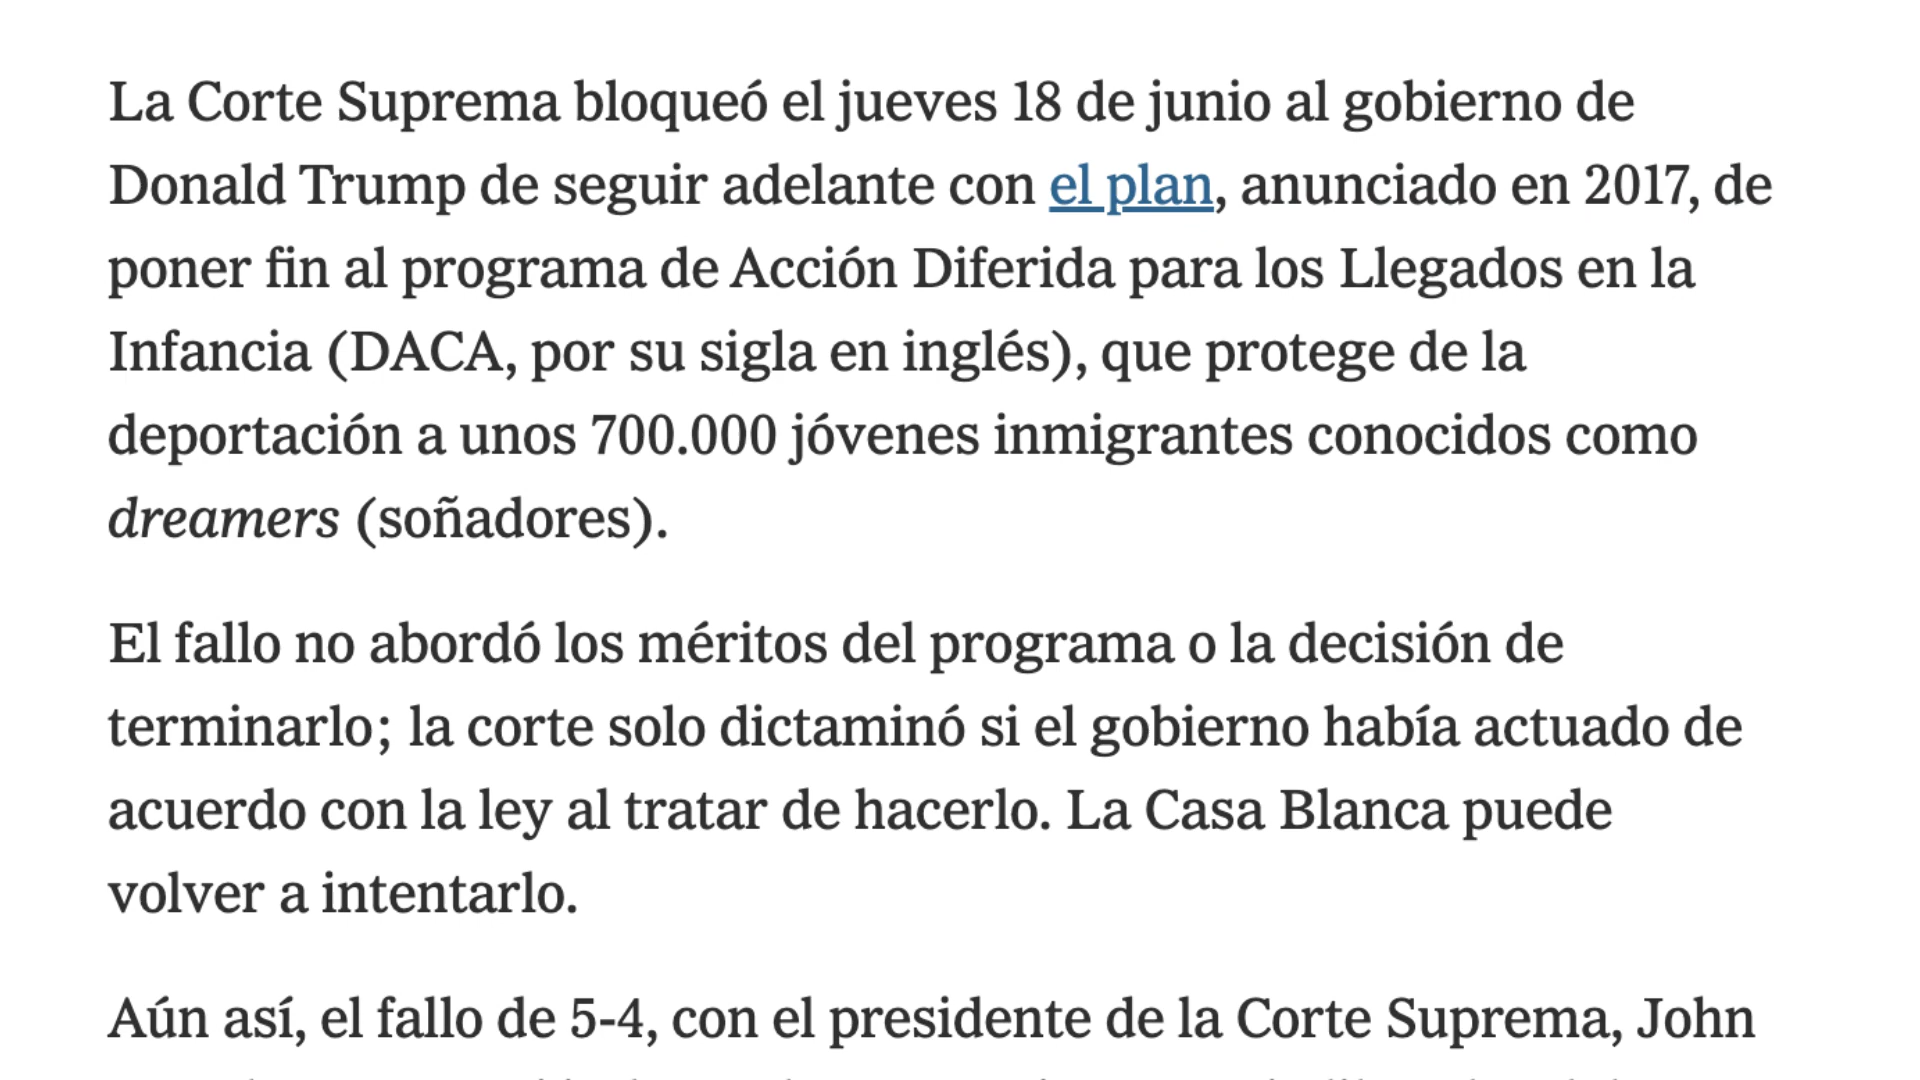 La Corte Suprema bloqueó el jueves 18 de junio al gobierno de
Donald Trump de seguir adelante con el plan, anunciado en 2017, de
poner fin al programa de Acción Diferida para los Llegados en la
Infancia (DACA, por su sigla en inglés), que protege de la
deportación a unos 700.000 jóvenes inmigrantes conocidos como
dreamers (soñadores).
El fallo no abordó los méritos del programa o la decisión de
terminarlo; la corte solo dictaminó si el gobierno había actuado de
acuerdo con la ley al tratar de hacerlo. La Casa Blanca puede
volver a intentarlo.
Aún así, el fallo de 5-4, con el presidente de la Corte Suprema, John